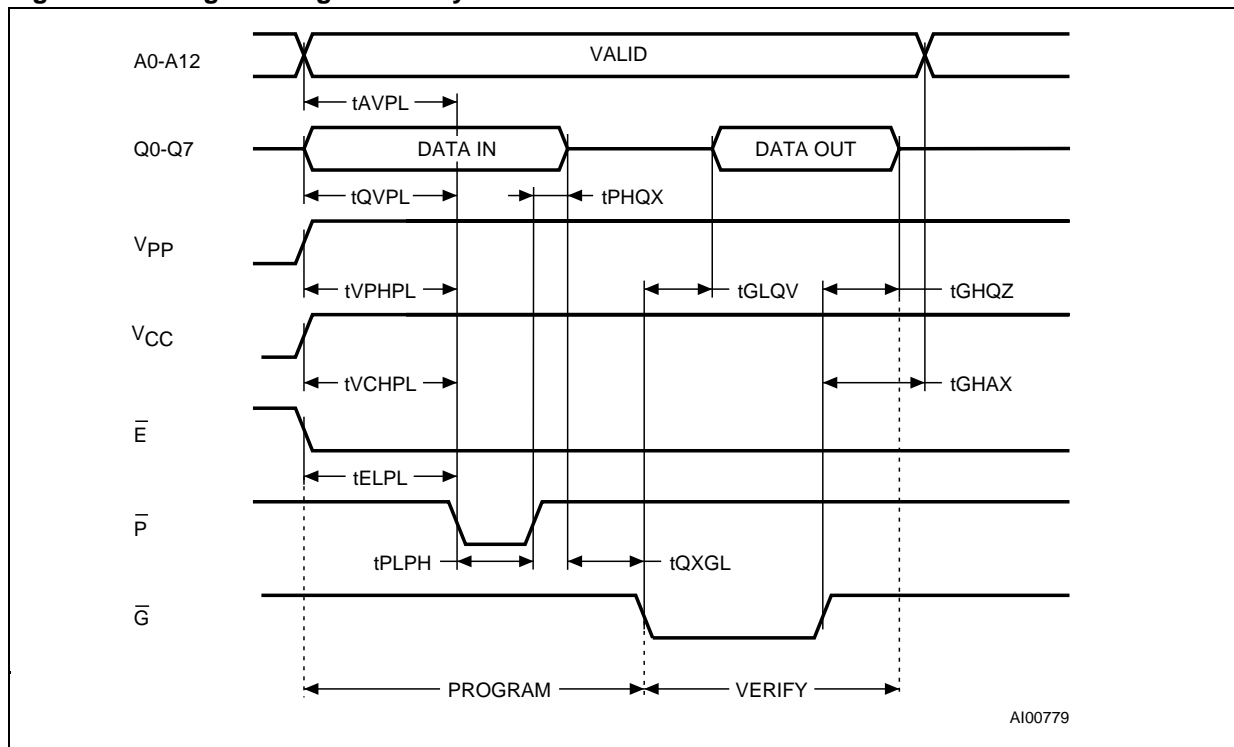 A0-A12
VALID
tAVPL
Q0-Q7
DATA IN
DATA OUT
tQVPL
tPHQX
VPP
tVPHPL
tGLQV
tGHQZ
VCC
tVCHPL
tGHAX
E̅
tELPL
P̅
tPLPH
tQXGL
G̅
PROGRAM
VERIFY
AI00779